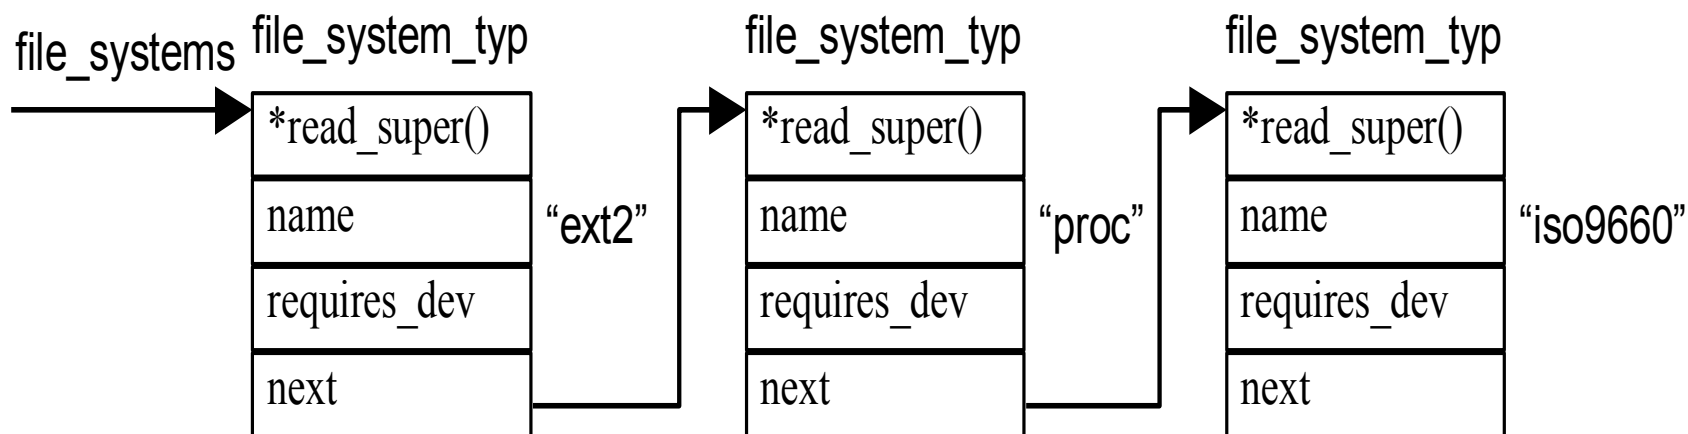 file_systems
file_system_typ
*read_super()
name
“ext2”
requires_dev
next
file_system_typ
*read_super()
name
“proc”
requires_dev
next
file_system_typ
*read_super()
name
“iso9660”
requires_dev
next